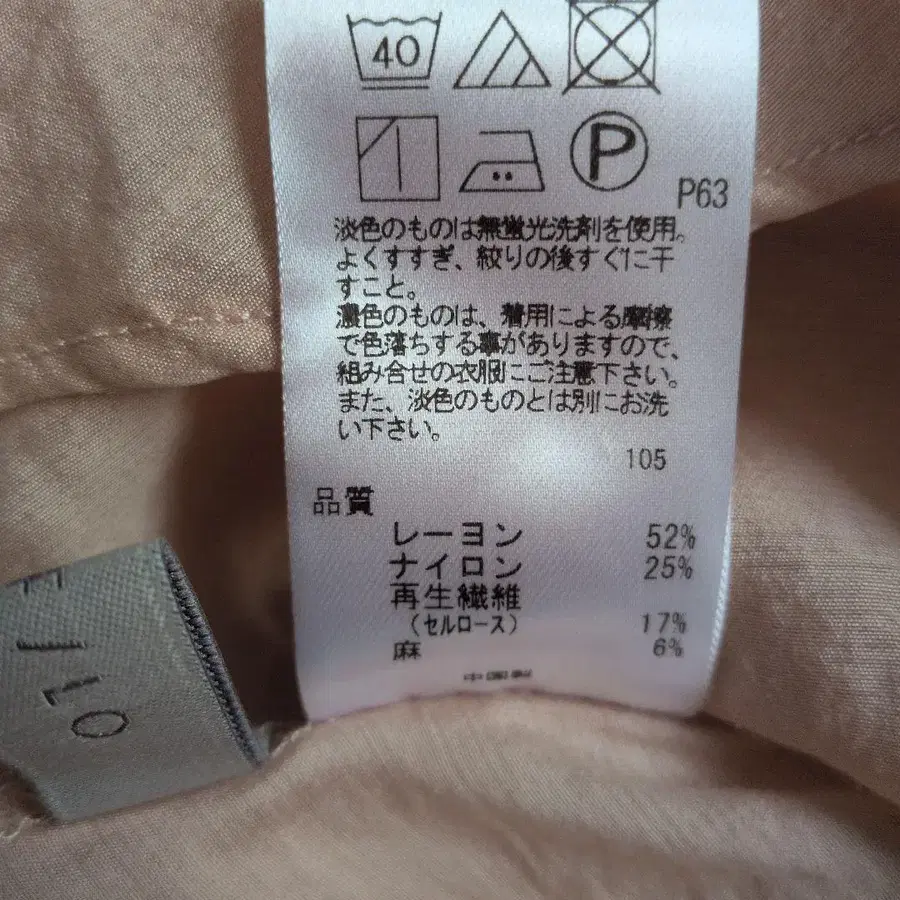 40
P
P63
淡色のものは無蛍光洗剤を使用。
よくすすぎ、絞りの後すぐに干
すこと。
濃色のものは、着用による摩擦
で色落ちする事がありますので、
組み合せの衣服にご注意下さい。
また、淡色のものとは別にお洗
い下さい。
105
品質
レーヨン 52%
ナイロン 25%
再生繊維
(セルロース) 17%
麻 6%